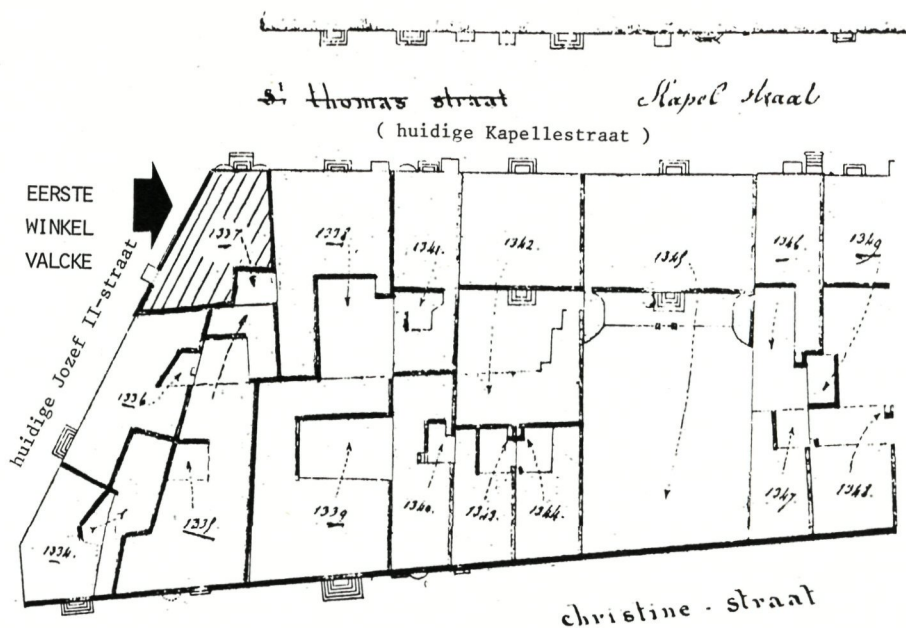 st thomas straat Kapel straat
( huidige Kapellestraat )
EERSTE
WINKEL
VALCKE
huidige Jozef II-straat
1337 1338 1341. 1342. 1345 1346. 1349
1336
1334. 1335. 1339 1340. 1343. 1344. 1347. 1348.
christine - straat